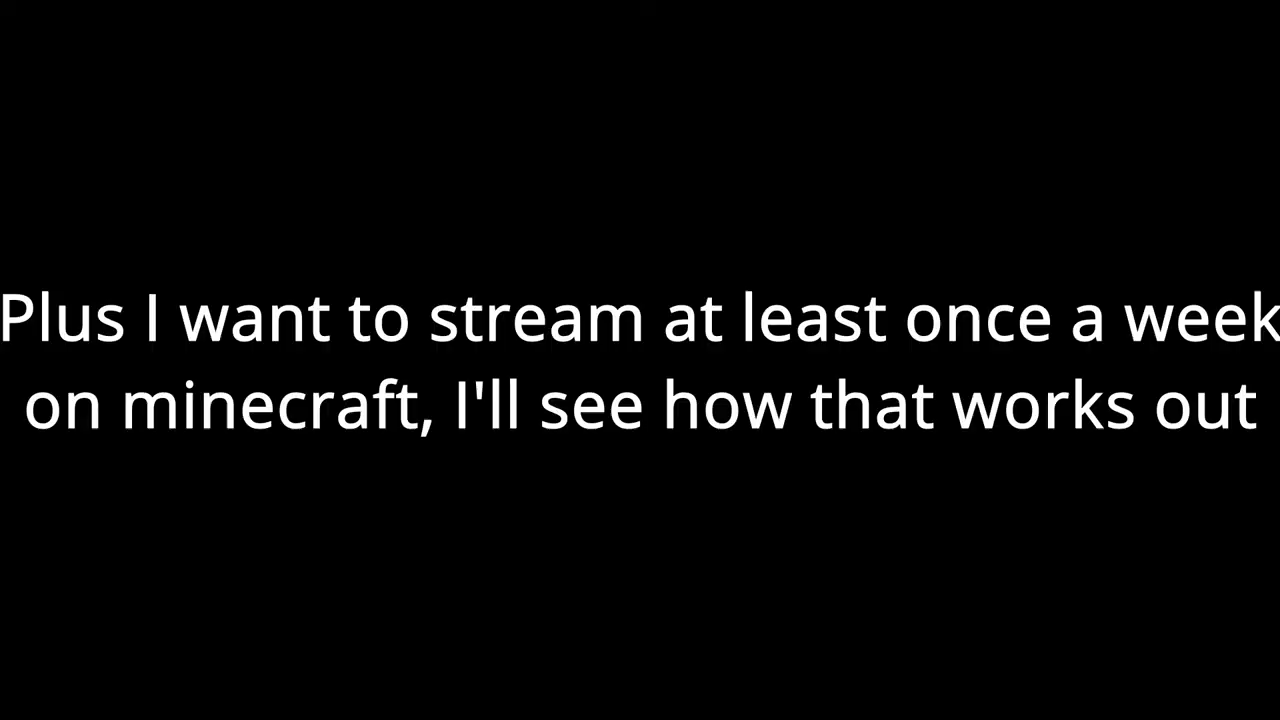 Plus I want to stream at least once a week
on minecraft, I'll see how that works out